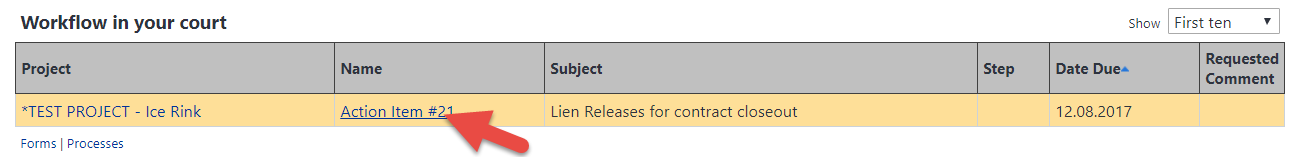 Workflow in your court
Show First ten
Project Name Subject Step Date Due Requested Comment
*TEST PROJECT - Ice Rink Action Item #21 Lien Releases for contract closeout 12.08.2017
Forms | Processes